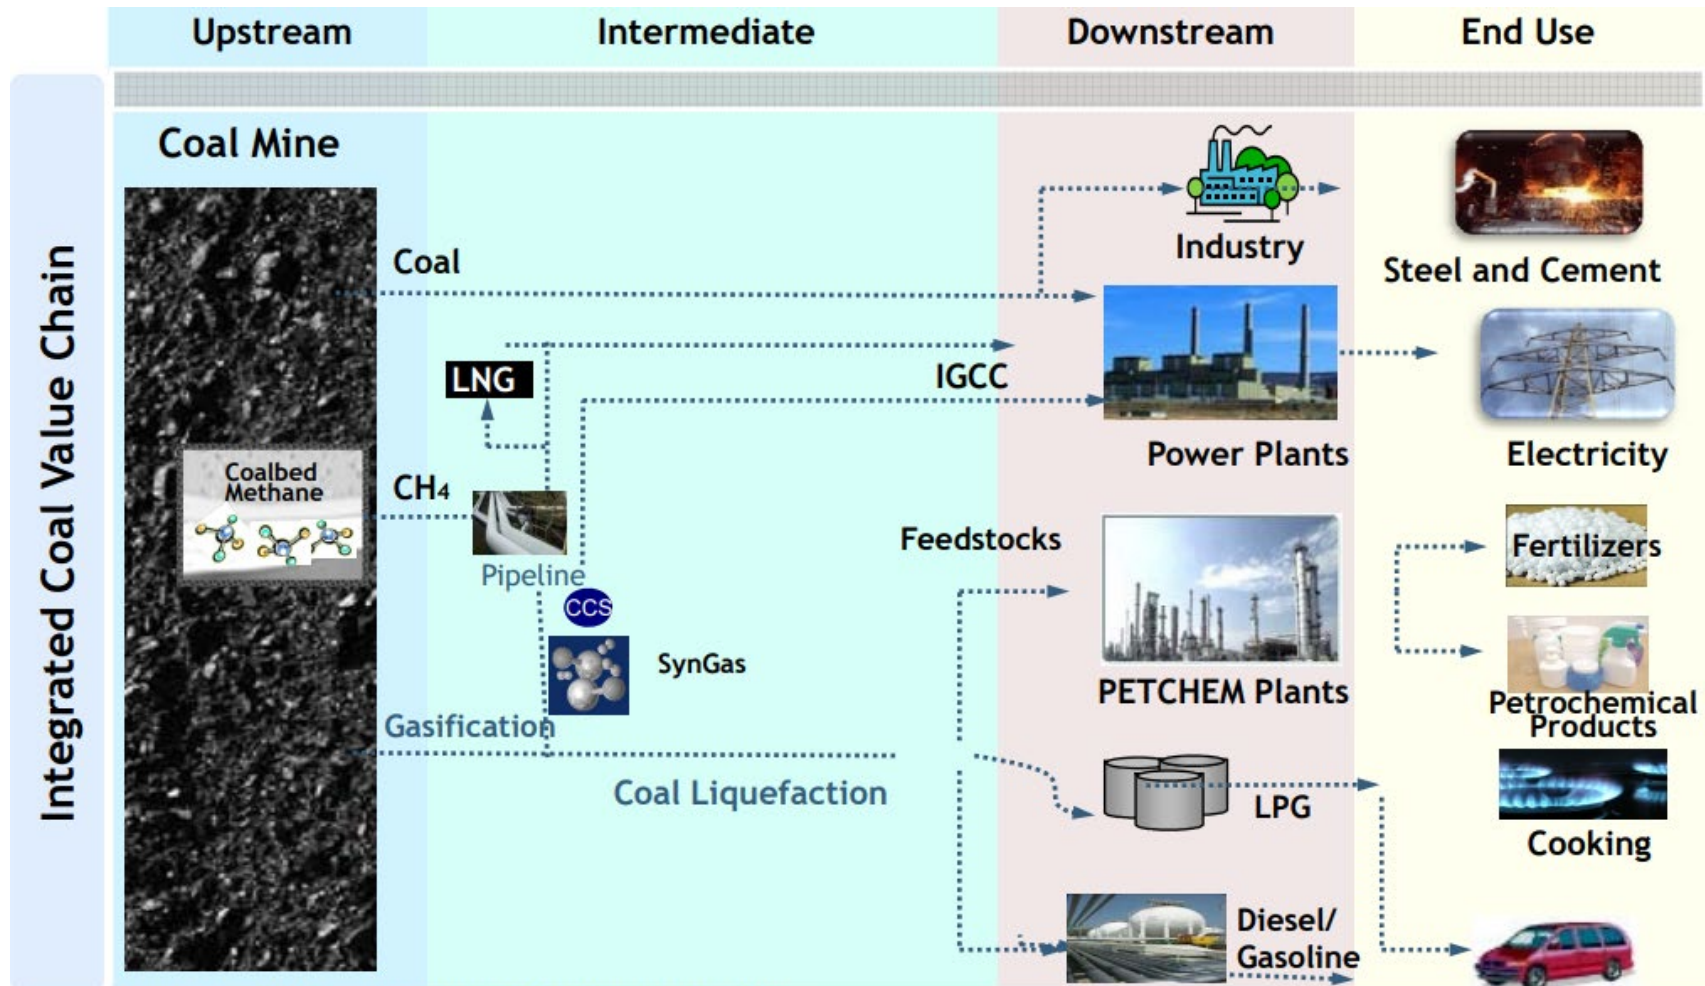 Upstream
Intermediate
Downstream
End Use
Integrated Coal Value Chain
Coal Mine
Coal
Industry
Steel and Cement
LNG
IGCC
Power Plants
Electricity
Coalbed
Methane
CH₄
Pipeline
Feedstocks
Fertilizers
CCS
SynGas
PETCHEM Plants
Petrochemical
Products
Gasification
Coal Liquefaction
LPG
Cooking
Diesel/
Gasoline